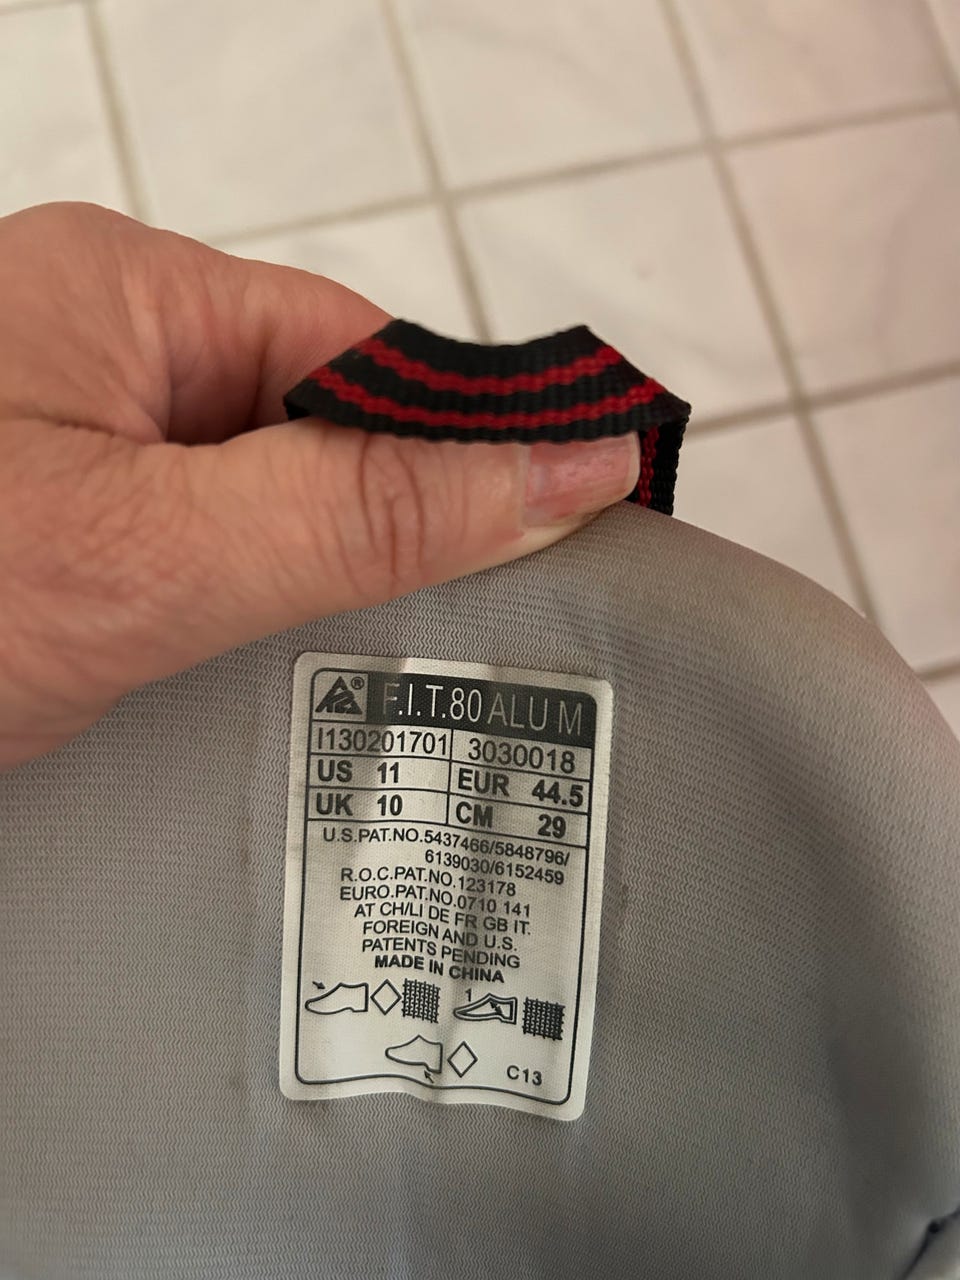 K2®
F.I.T.80 ALU M
I130201701 3030018
US 11 EUR 44.5
UK 10 CM 29
U.S.PAT.NO.5437466/5848796/
6139030/6152459
R.O.C.PAT.NO.123178
EURO.PAT.NO.0710 141
AT CH/LI DE FR GB IT.
FOREIGN AND U.S.
PATENTS PENDING
MADE IN CHINA
1
C13